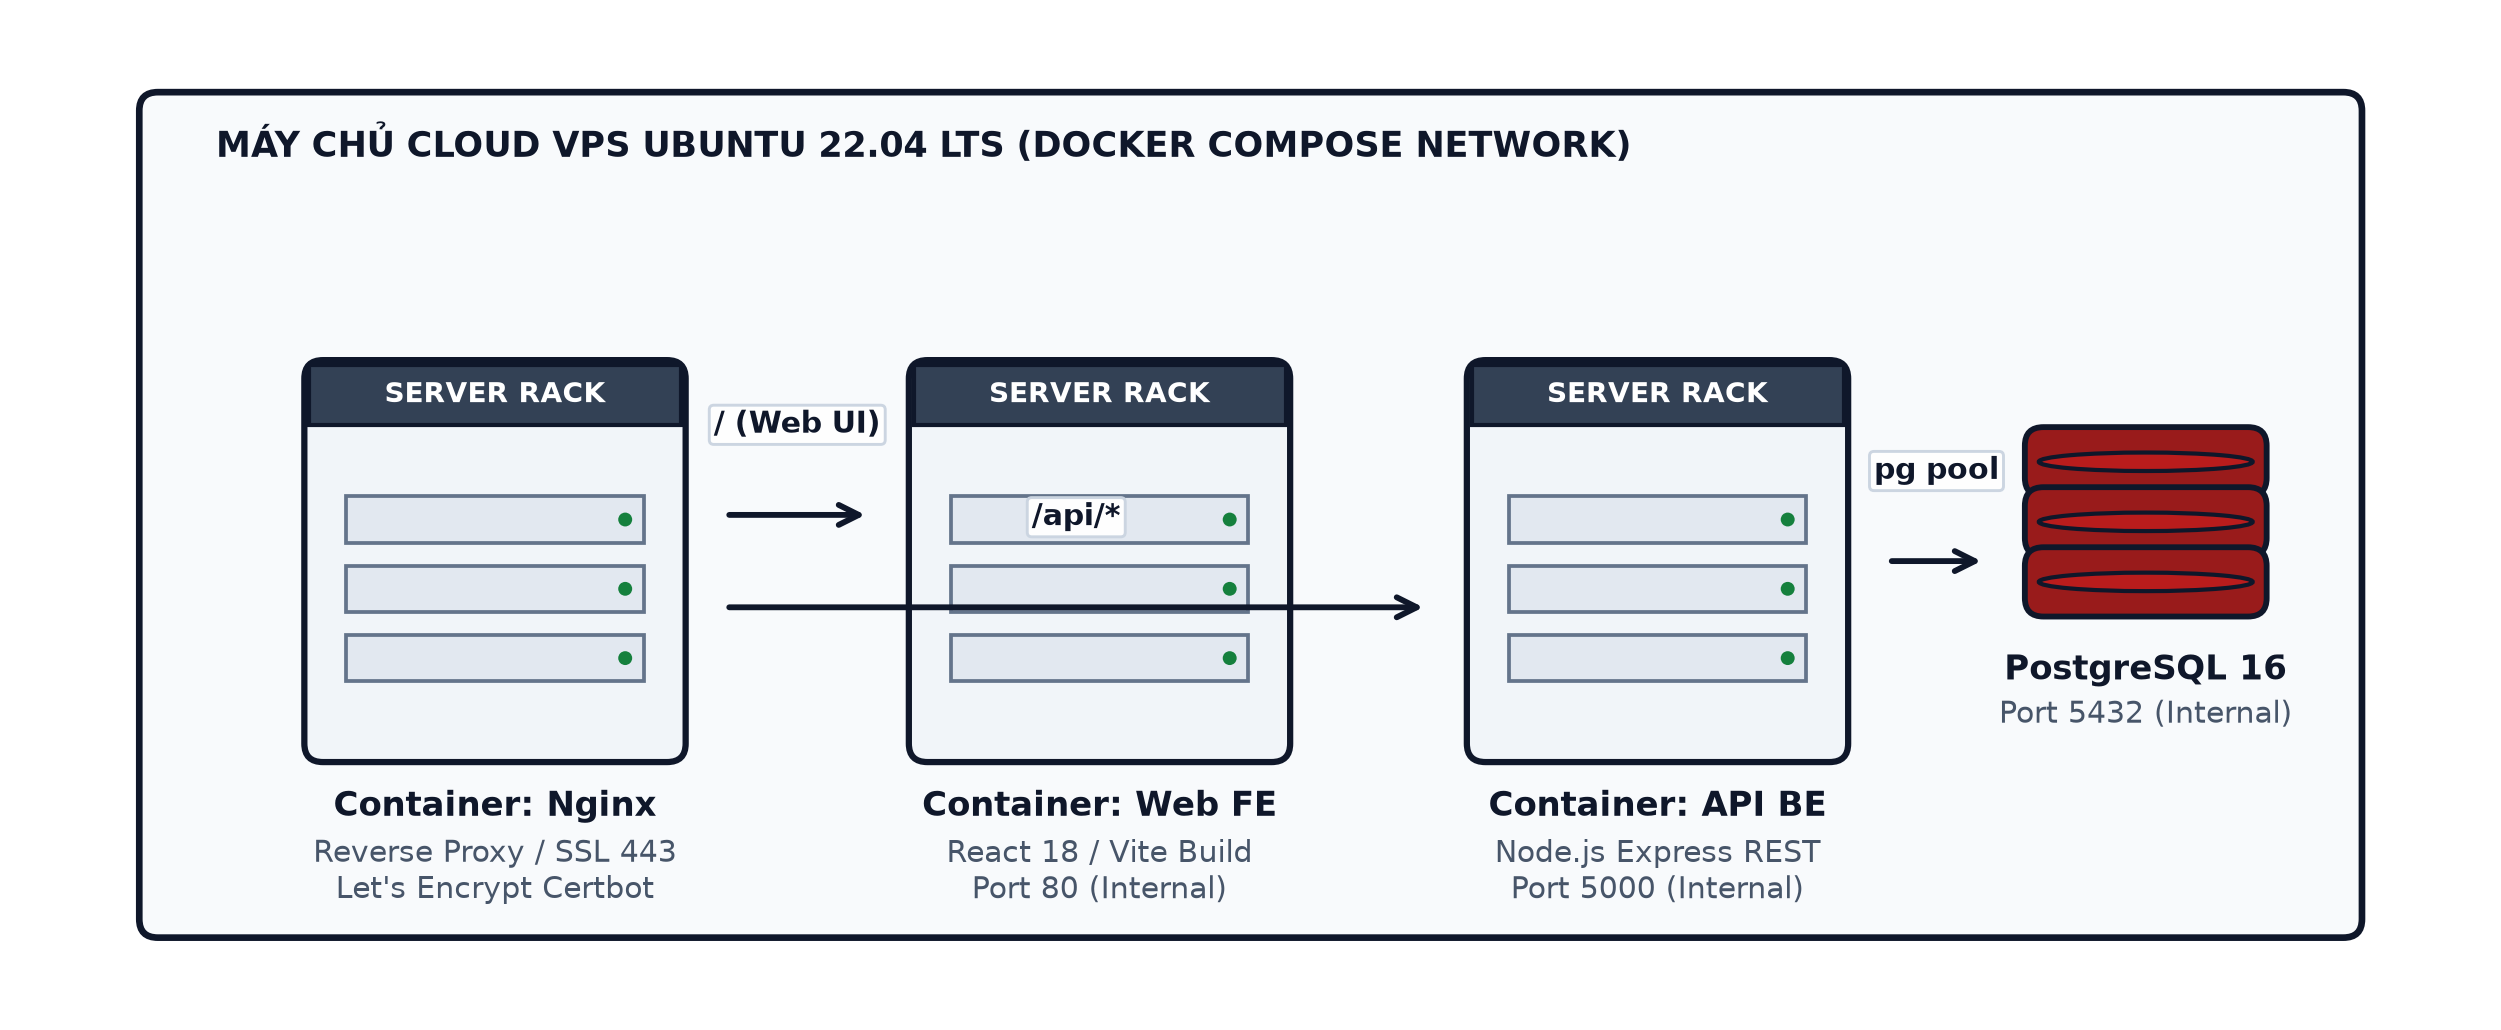 MÁY CHỦ CLOUD VPS UBUNTU 22.04 LTS (DOCKER COMPOSE NETWORK)
SERVER RACK
Container: Nginx
Reverse Proxy / SSL 443
Let's Encrypt Certbot
/ (Web UI)
SERVER RACK
/api/*
Container: Web FE
React 18 / Vite Build
Port 80 (Internal)
SERVER RACK
Container: API BE
Node.js Express REST
Port 5000 (Internal)
pg pool
PostgreSQL 16
Port 5432 (Internal)